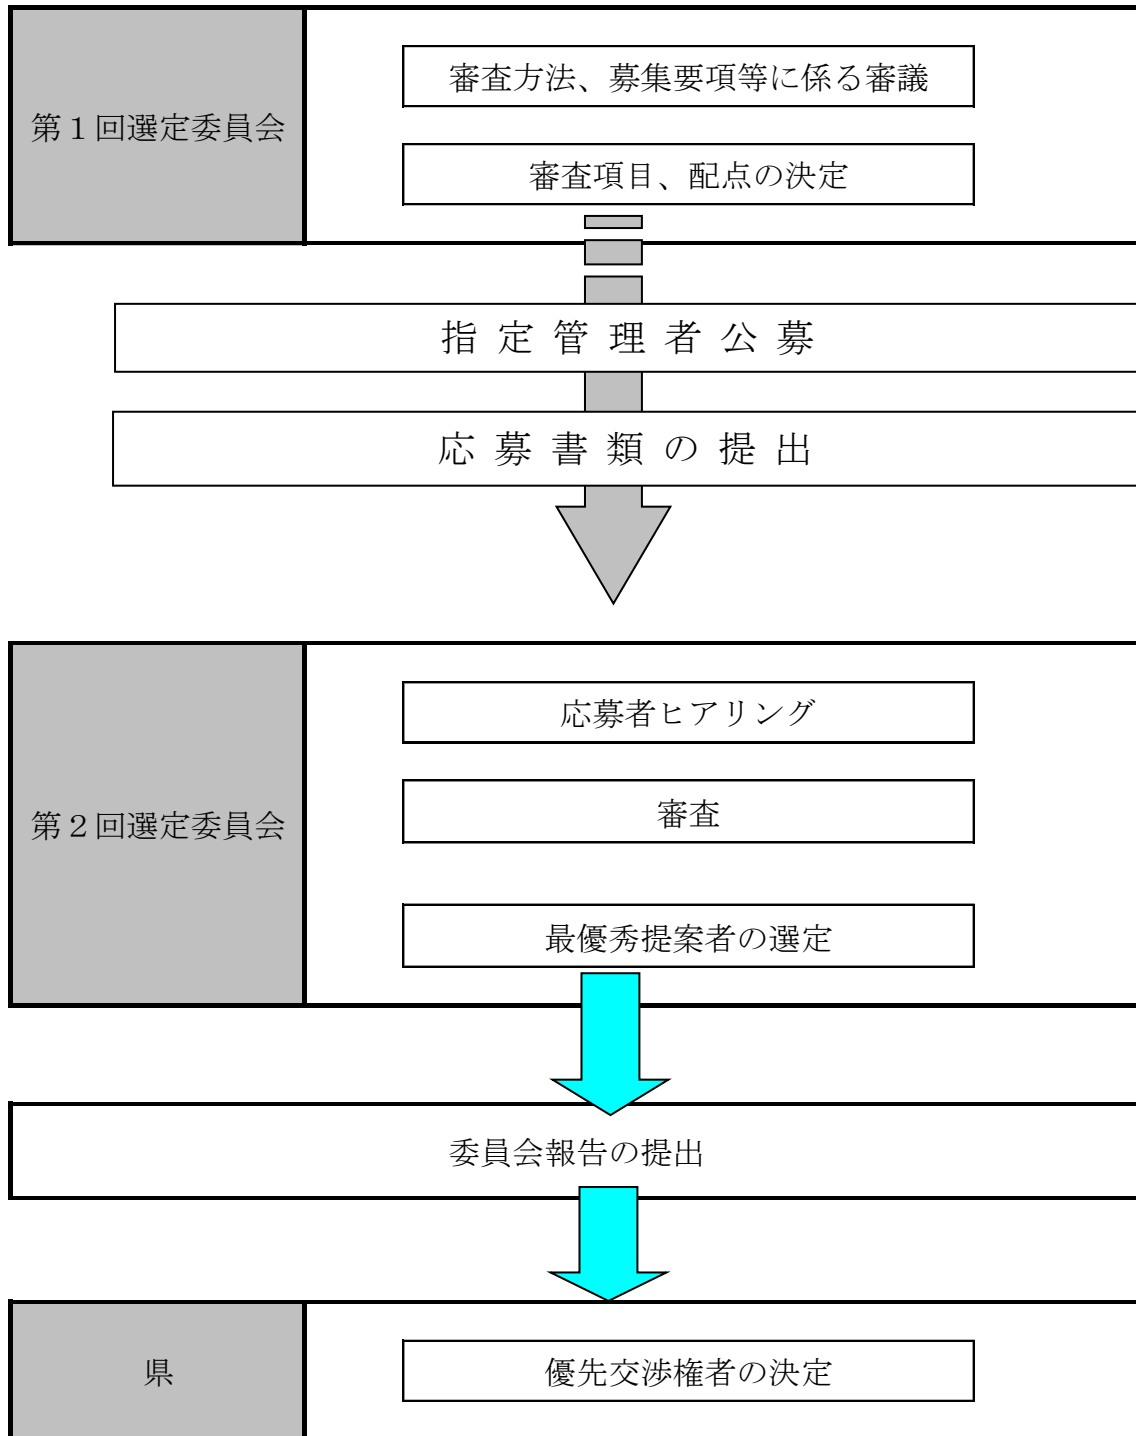 第１回選定委員会
審査方法、募集要項等に係る審議
審査項目、配点の決定
指定管理者公募
応募書類の提出
第２回選定委員会
応募者ヒアリング
審査
最優秀提案者の選定
委員会報告の提出
県
優先交渉権者の決定